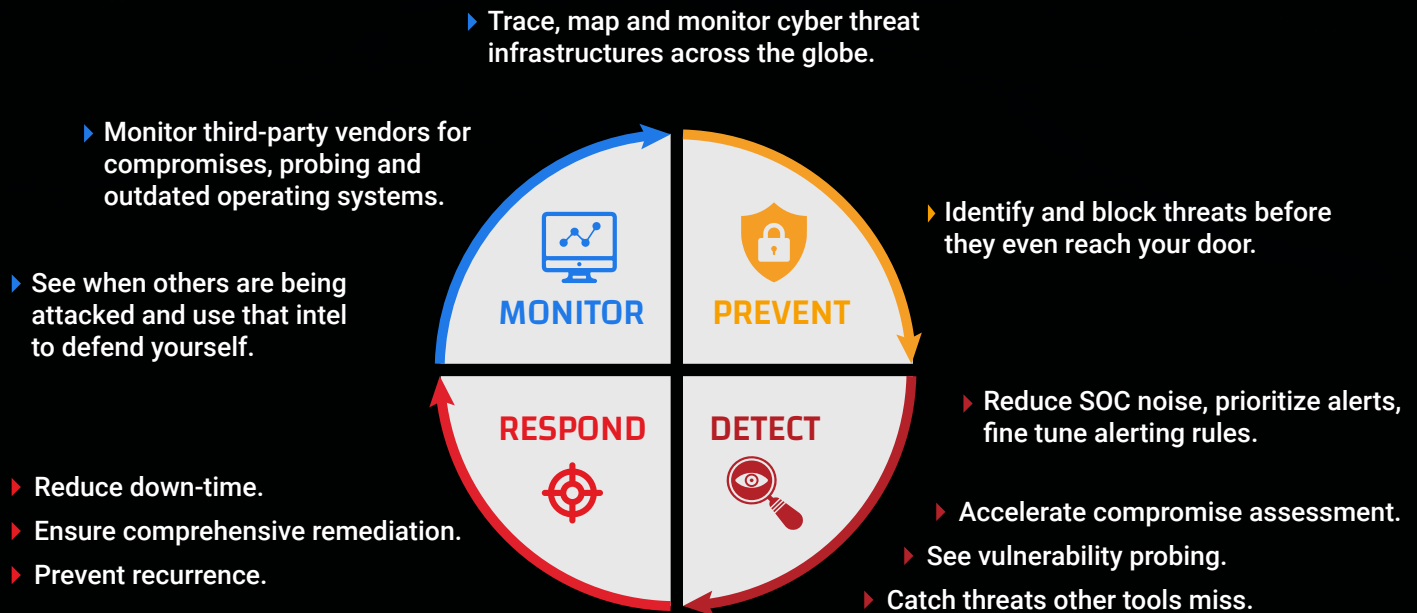 Trace, map and monitor cyber threat
infrastructures across the globe.
Monitor third-party vendors for
compromises, probing and
outdated operating systems.
See when others are being
attacked and use that intel
to defend yourself.
MONITOR
PREVENT
Identify and block threats before
they even reach your door.
RESPOND
DETECT
Reduce SOC noise, prioritize alerts,
fine tune alerting rules.
Accelerate compromise assessment.
See vulnerability probing.
Catch threats other tools miss.
Reduce down-time.
Ensure comprehensive remediation.
Prevent recurrence.